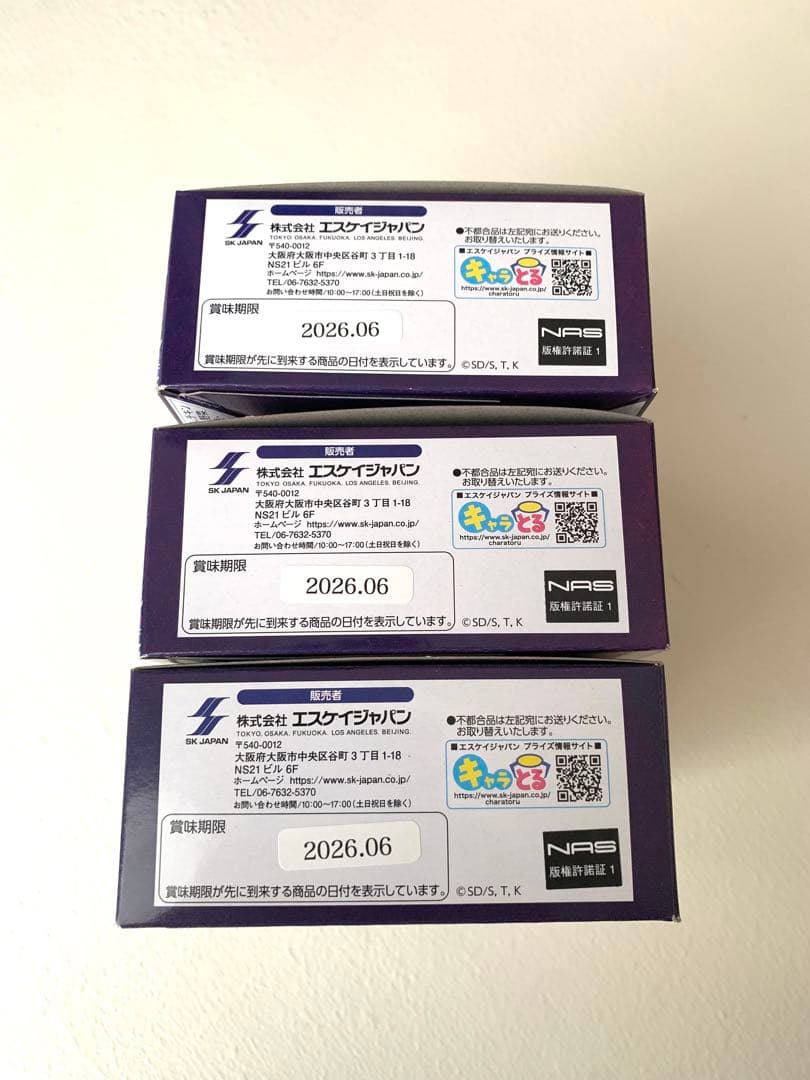 販売者
SK JAPAN
株式会社 エスケイジャパン
TOKYO. OSAKA. FUKUOKA. LOS ANGELES. BEIJING.
〒540-0012
大阪府大阪市中央区谷町3丁目1-18
NS21ビル 6F
ホームページ https://www.sk-japan.co.jp/
TEL/06-7632-5370
お問い合わせ時間/10:00〜17:00(土日祝日を除く)
●不都合品は左記宛にお送りください。
お取り替えいたします。
■エスケイジャパン プライズ情報サイト■
キャラとる
https://www.sk-japan.co.jp/
charatoru
賞味期限
2026.06
賞味期限が先に到来する商品の日付を表示しています。
©SD/S, T, K
NAS
版権許諾証 1
販売者
SK JAPAN
株式会社 エスケイジャパン
TOKYO. OSAKA. FUKUOKA. LOS ANGELES. BEIJING.
〒540-0012
大阪府大阪市中央区谷町3丁目1-18
NS21ビル 6F
ホームページ https://www.sk-japan.co.jp/
TEL/06-7632-5370
お問い合わせ時間/10:00〜17:00(土日祝日を除く)
●不都合品は左記宛にお送りください。
お取り替えいたします。
■エスケイジャパン プライズ情報サイト■
キャラとる
https://www.sk-japan.co.jp/
charatoru
賞味期限
2026.06
賞味期限が先に到来する商品の日付を表示しています。
©SD/S, T, K
NAS
版権許諾証 1
販売者
SK JAPAN
株式会社 エスケイジャパン
TOKYO. OSAKA. FUKUOKA. LOS ANGELES. BEIJING.
〒540-0012
大阪府大阪市中央区谷町3丁目1-18
NS21ビル 6F
ホームページ https://www.sk-japan.co.jp/
TEL/06-7632-5370
お問い合わせ時間/10:00〜17:00(土日祝日を除く)
●不都合品は左記宛にお送りください。
お取り替えいたします。
■エスケイジャパン プライズ情報サイト■
キャラとる
https://www.sk-japan.co.jp/
charatoru
賞味期限
2026.06
賞味期限が先に到来する商品の日付を表示しています。
©SD/S, T, K
NAS
版権許諾証 1